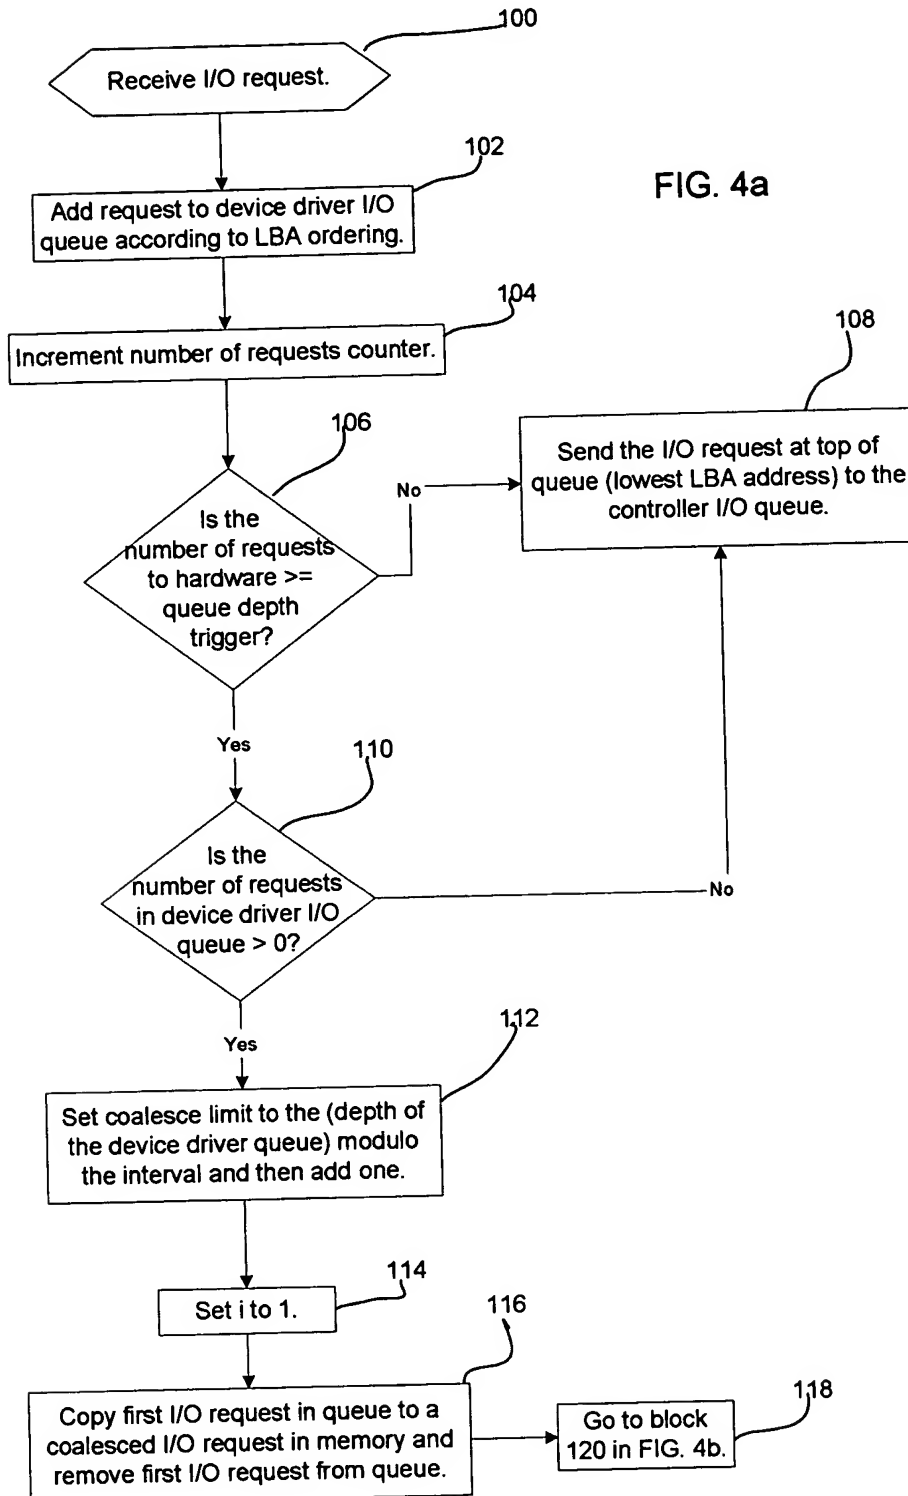 100
Receive I/O request.
102
FIG. 4a
Add request to device driver I/O
queue according to LBA ordering.
104
Increment number of requests counter.
108
106
Send the I/O request at top of
queue (lowest LBA address) to the
controller I/O queue.
No
Is the
number of requests
to hardware >=
queue depth
trigger?
Yes
110
Is the
number of requests
in device driver I/O
queue > 0?
No
Yes
112
Set coalesce limit to the (depth of
the device driver queue) modulo
the interval and then add one.
114
Set i to 1.
116
Copy first I/O request in queue to a
coalesced I/O request in memory and
remove first I/O request from queue.
118
Go to block
120 in FIG. 4b.